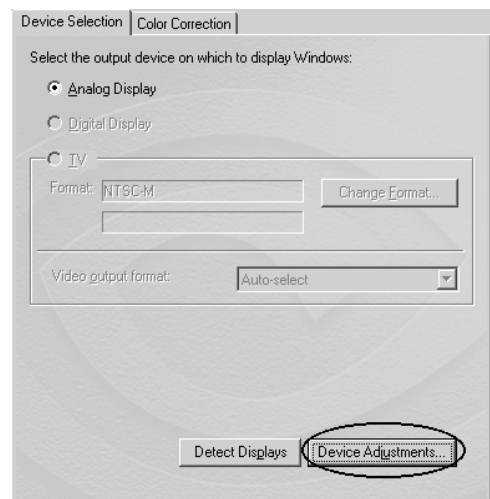 Device Selection Color Correction
Select the output device on which to display Windows:
Analog Display
Digital Display
TV
Format: NTSC-M Change Format...
Video output format: Auto-select
Detect Displays Device Adjustments...